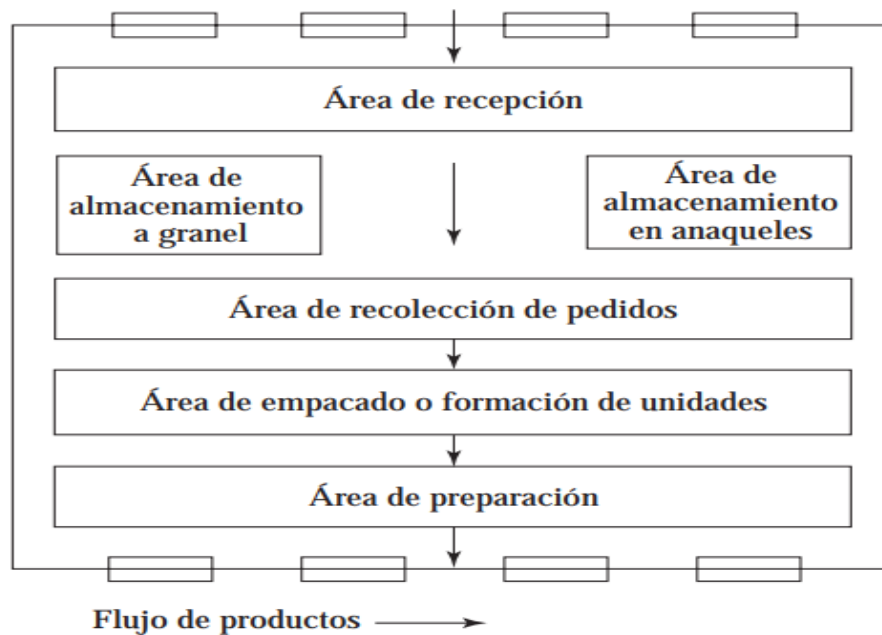 Área de recepción
Área de
almacenamiento
a granel
Área de
almacenamiento
en anaqueles
Área de recolección de pedidos
Área de empacado o formación de unidades
Área de preparación
Flujo de productos